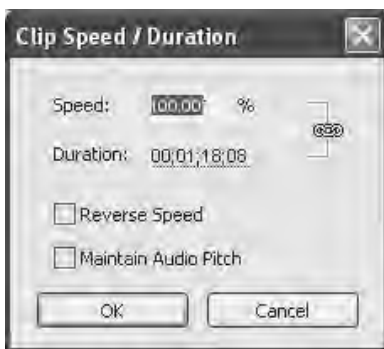 Clip Speed / Duration
Speed: 100.00 %
Duration: 00;01;18;08
Reverse Speed
Maintain Audio Pitch
OK Cancel